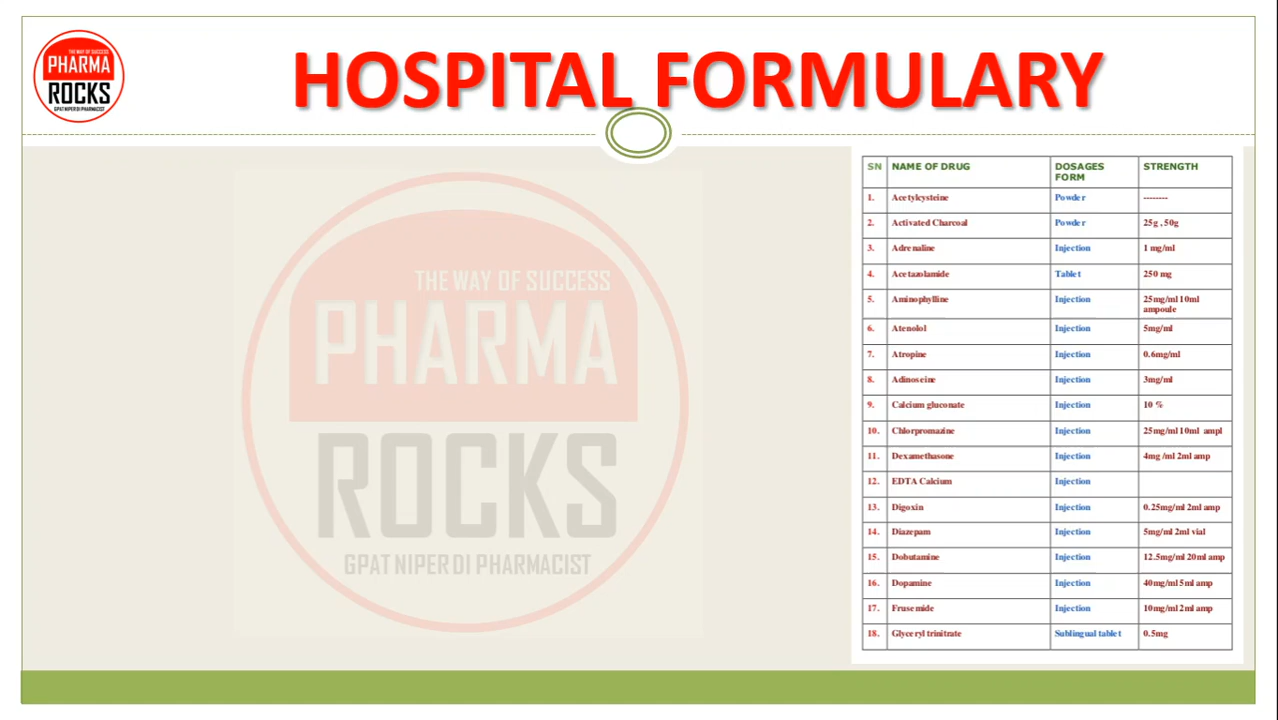 THE WAY OF SUCCESS
PHARMA
ROCKS
GPAT NIPER DI PHARMACIST
HOSPITAL FORMULARY
THE WAY OF SUCCESS
PHARMA
ROCKS
GPAT NIPER DI PHARMACIST
SN NAME OF DRUG DOSAGES FORM STRENGTH
1. Acetylcysteine Powder --------
2. Activated Charcoal Powder 25g , 50g
3. Adrenaline Injection 1 mg/ml
4. Acetazolamide Tablet 250 mg
5. Aminophylline Injection 25mg/ml 10ml ampoule
6. Atenolol Injection 5mg/ml
7. Atropine Injection 0.6mg/ml
8. Adinoseine Injection 3mg/ml
9. Calcium gluconate Injection 10 %
10. Chlorpromazine Injection 25mg/ml 10ml ampl
11. Dexamethasone Injection 4mg /ml 2ml amp
12. EDTA Calcium Injection
13. Digoxin Injection 0.25mg/ml 2ml amp
14. Diazepam Injection 5mg/ml 2ml vial
15. Dobutamine Injection 12.5mg/ml 20ml amp
16. Dopamine Injection 40mg/ml 5ml amp
17. Frusemide Injection 10mg/ml 2ml amp
18. Glyceryl trinitrate Sublingual tablet 0.5mg